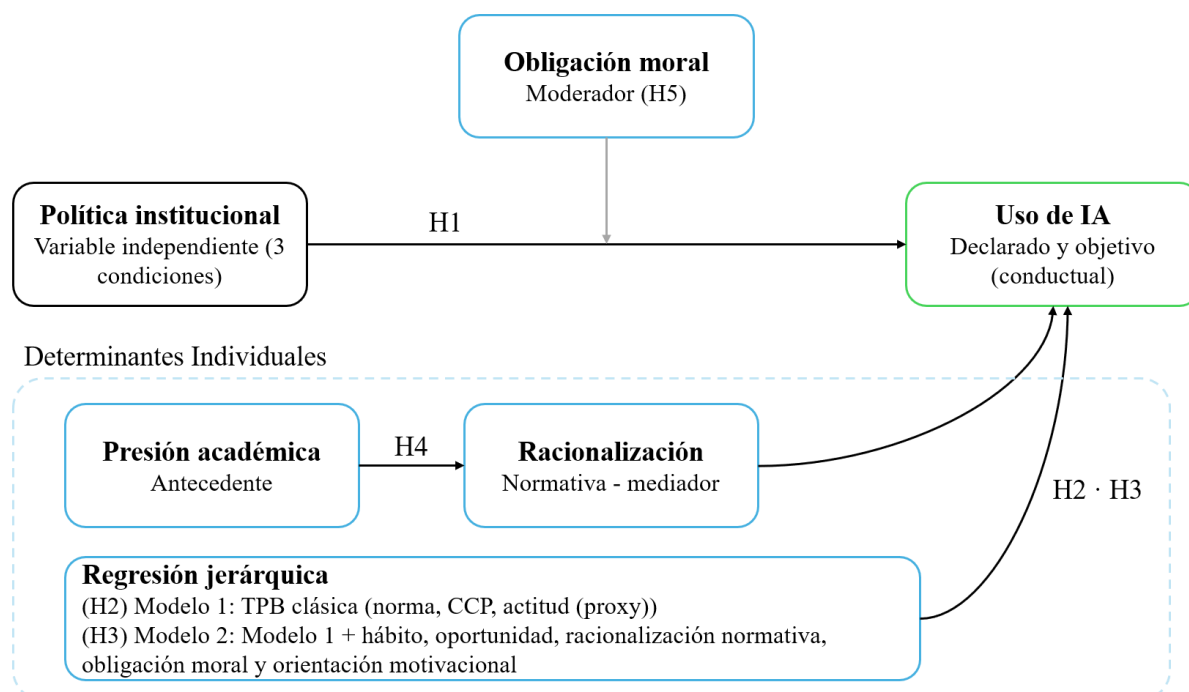 Obligación moral
Moderador (H5)
Política institucional
Variable independiente (3
condiciones)
H1
Uso de IA
Declarado y objetivo
(conductual)
Determinantes Individuales
Presión académica
Antecedente
H4
Racionalización
Normativa - mediador
H2 · H3
Regresión jerárquica
(H2) Modelo 1: TPB clásica (norma, CCP, actitud (proxy))
(H3) Modelo 2: Modelo 1 + hábito, oportunidad, racionalización normativa,
obligación moral y orientación motivacional